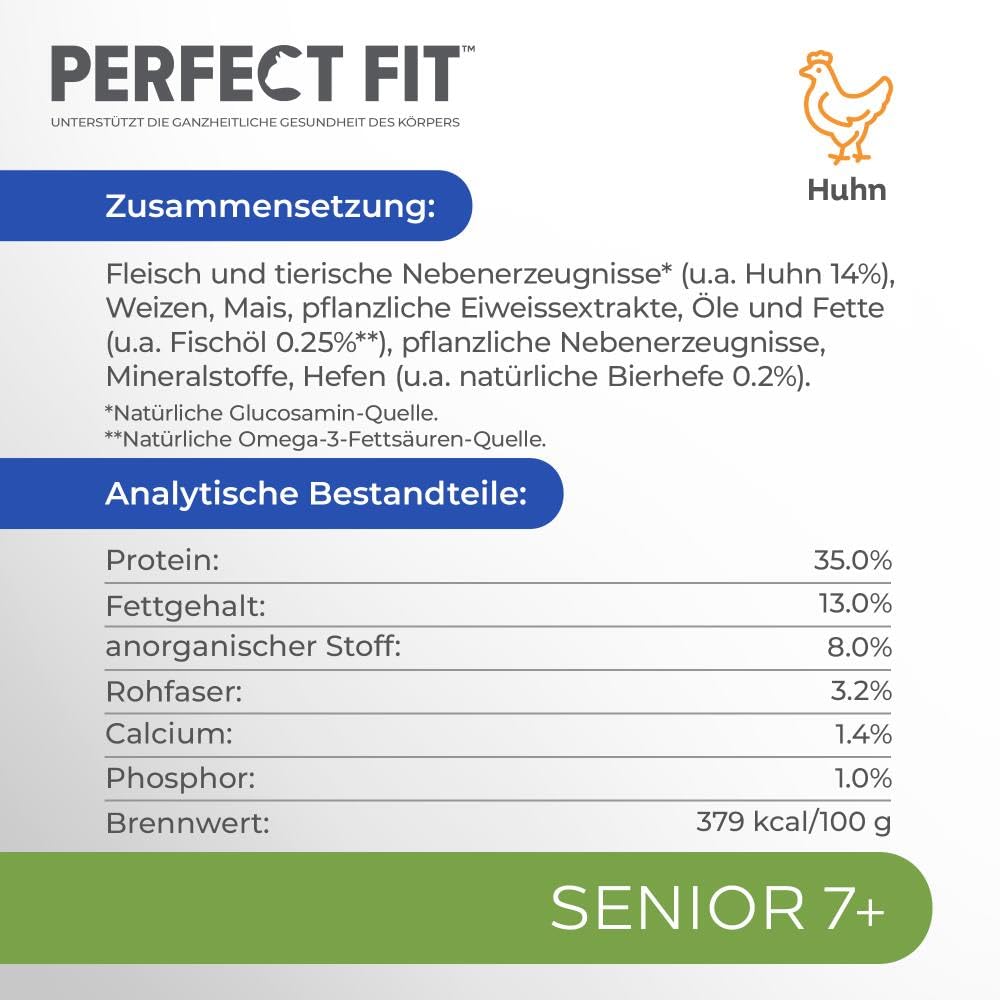 PERFECT FIT™
UNTERSTÜTZT DIE GANZHEITLICHE GESUNDHEIT DES KÖRPERS
Huhn
Zusammensetzung:
Fleisch und tierische Nebenerzeugnisse* (u.a. Huhn 14%),
Weizen, Mais, pflanzliche Eiweissextrakte, Öle und Fette
(u.a. Fischöl 0.25%**), pflanzliche Nebenerzeugnisse,
Mineralstoffe, Hefen (u.a. natürliche Bierhefe 0.2%).
*Natürliche Glucosamin-Quelle.
**Natürliche Omega-3-Fettsäuren-Quelle.
Analytische Bestandteile:
Protein: 35.0%
Fettgehalt: 13.0%
anorganischer Stoff: 8.0%
Rohfaser: 3.2%
Calcium: 1.4%
Phosphor: 1.0%
Brennwert: 379 kcal/100 g
SENIOR 7+